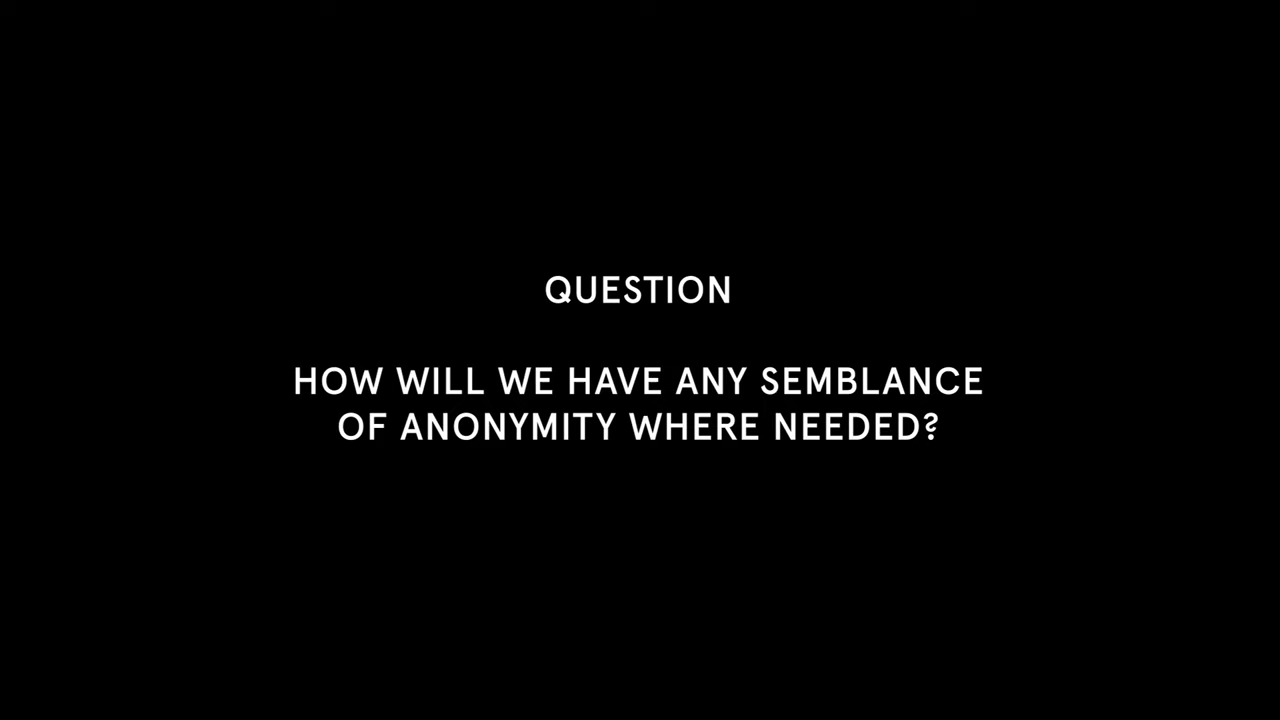 QUESTION
HOW WILL WE HAVE ANY SEMBLANCE
OF ANONYMITY WHERE NEEDED?